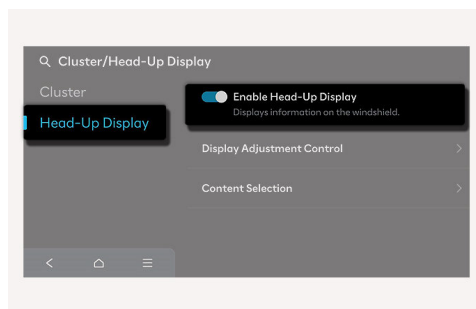 Cluster/Head-Up Display
Cluster
Head-Up Display
Enable Head-Up Display
Displays information on the windshield.
Display Adjustment Control
Content Selection